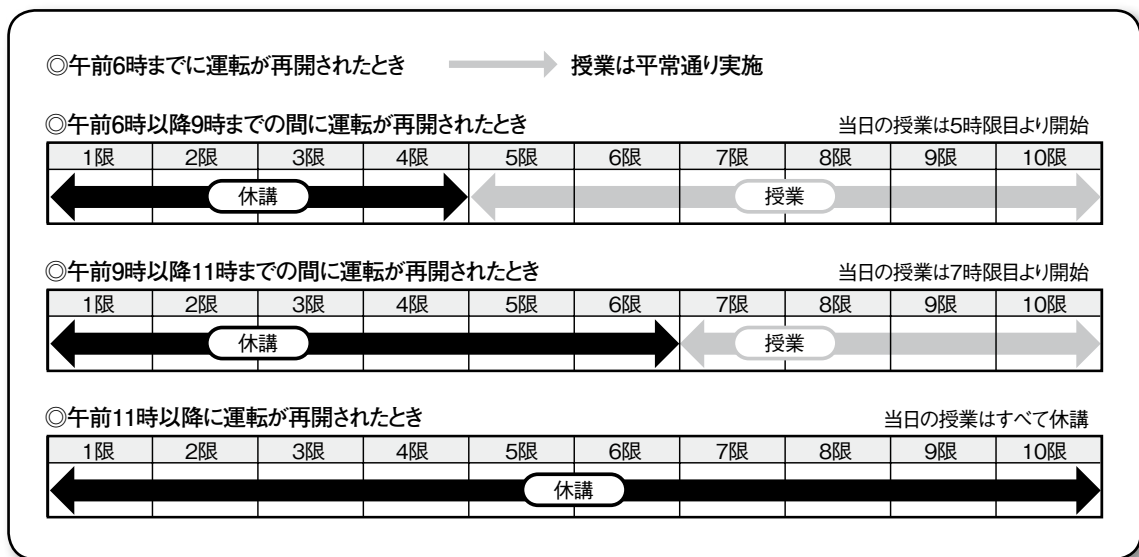 ◎午前6時までに運転が再開されたとき 授業は平常通り実施
◎午前6時以降9時までの間に運転が再開されたとき 当日の授業は5時限目より開始
1限 2限 3限 4限 5限 6限 7限 8限 9限 10限
休講 授業
◎午前9時以降11時までの間に運転が再開されたとき 当日の授業は7時限目より開始
1限 2限 3限 4限 5限 6限 7限 8限 9限 10限
休講 授業
◎午前11時以降に運転が再開されたとき 当日の授業はすべて休講
1限 2限 3限 4限 5限 6限 7限 8限 9限 10限
休講